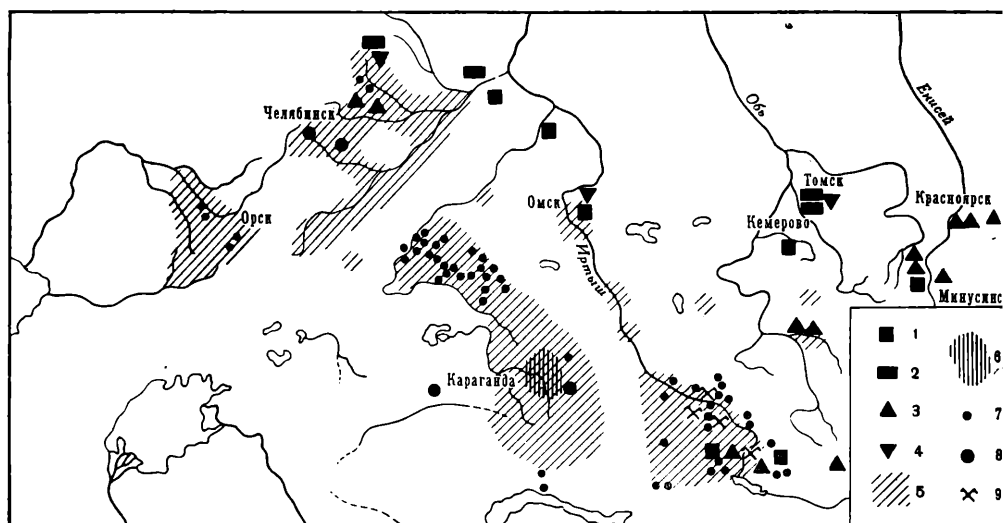 Обь
Енисей
Челябинск
Томск
Красноярск
Орск
Омск
Кемерово
Иртыш
Минусинс
Караганда
1
2
3
4
5
6
7
8
9